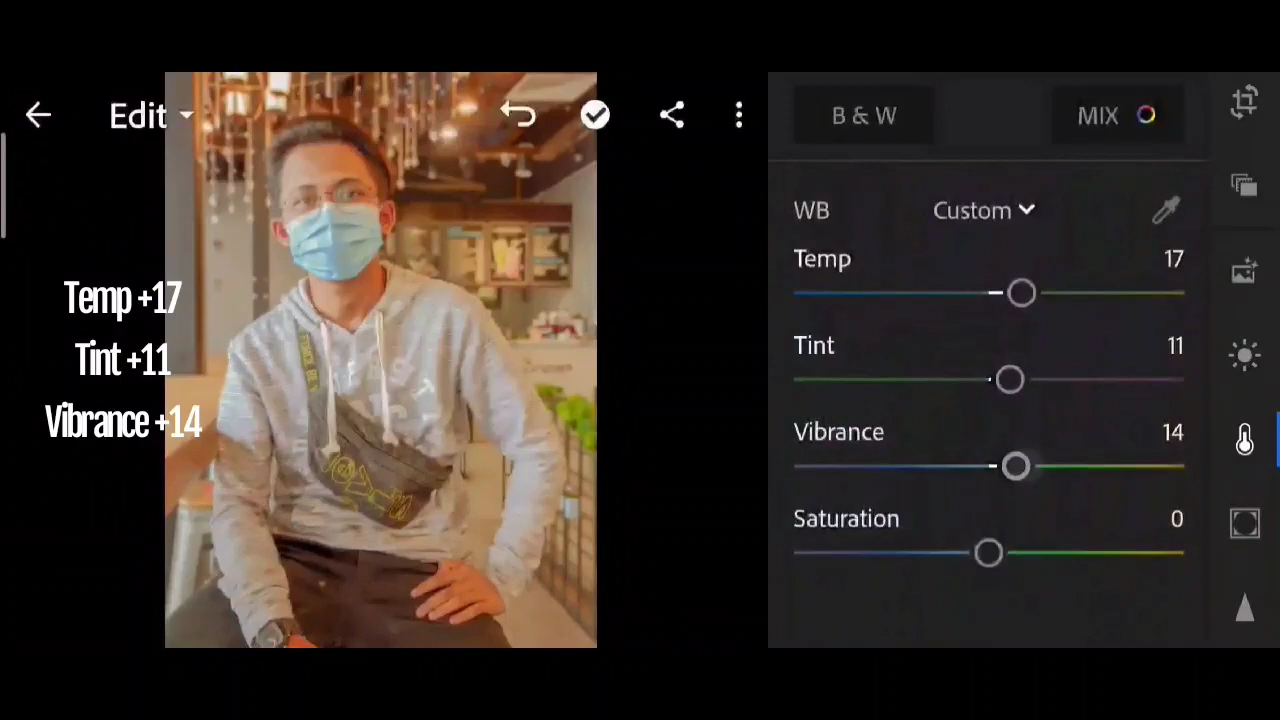 Edit
Temp +17
Tint +11
Vibrance +14
B & W
MIX
WB
Custom
Temp
17
Tint
11
Vibrance
14
Saturation
0